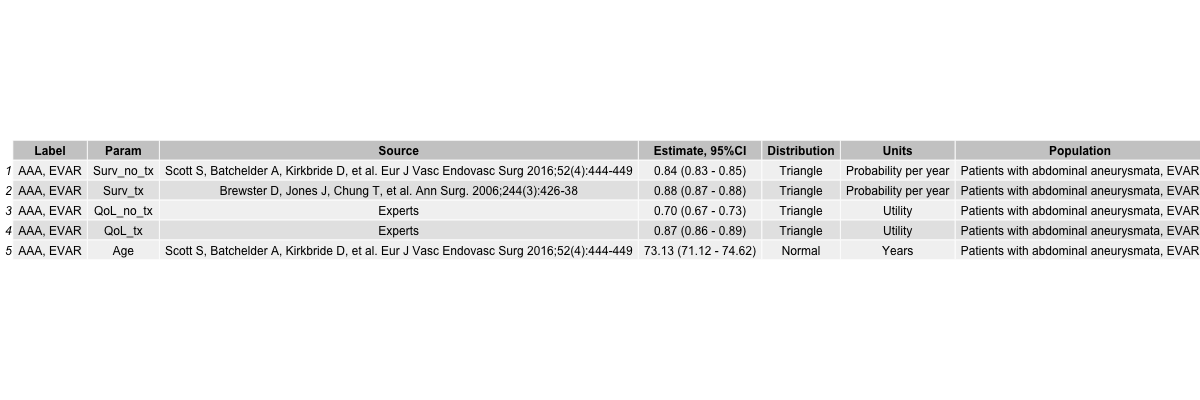 Label Param Source Estimate, 95%CI Distribution Units Population
1 AAA, EVAR Surv_no_tx Scott S, Batchelder A, Kirkbride D, et al. Eur J Vasc Endovasc Surg 2016;52(4):444-449 0.84 (0.83 - 0.85) Triangle Probability per year Patients with abdominal aneurysmata, EVAR
2 AAA, EVAR Surv_tx Brewster D, Jones J, Chung T, et al. Ann Surg. 2006;244(3):426-38 0.88 (0.87 - 0.88) Triangle Probability per year Patients with abdominal aneurysmata, EVAR
3 AAA, EVAR QoL_no_tx Experts 0.70 (0.67 - 0.73) Triangle Utility Patients with abdominal aneurysmata, EVAR
4 AAA, EVAR QoL_tx Experts 0.87 (0.86 - 0.89) Triangle Utility Patients with abdominal aneurysmata, EVAR
5 AAA, EVAR Age Scott S, Batchelder A, Kirkbride D, et al. Eur J Vasc Endovasc Surg 2016;52(4):444-449 73.13 (71.12 - 74.62) Normal Years Patients with abdominal aneurysmata, EVAR